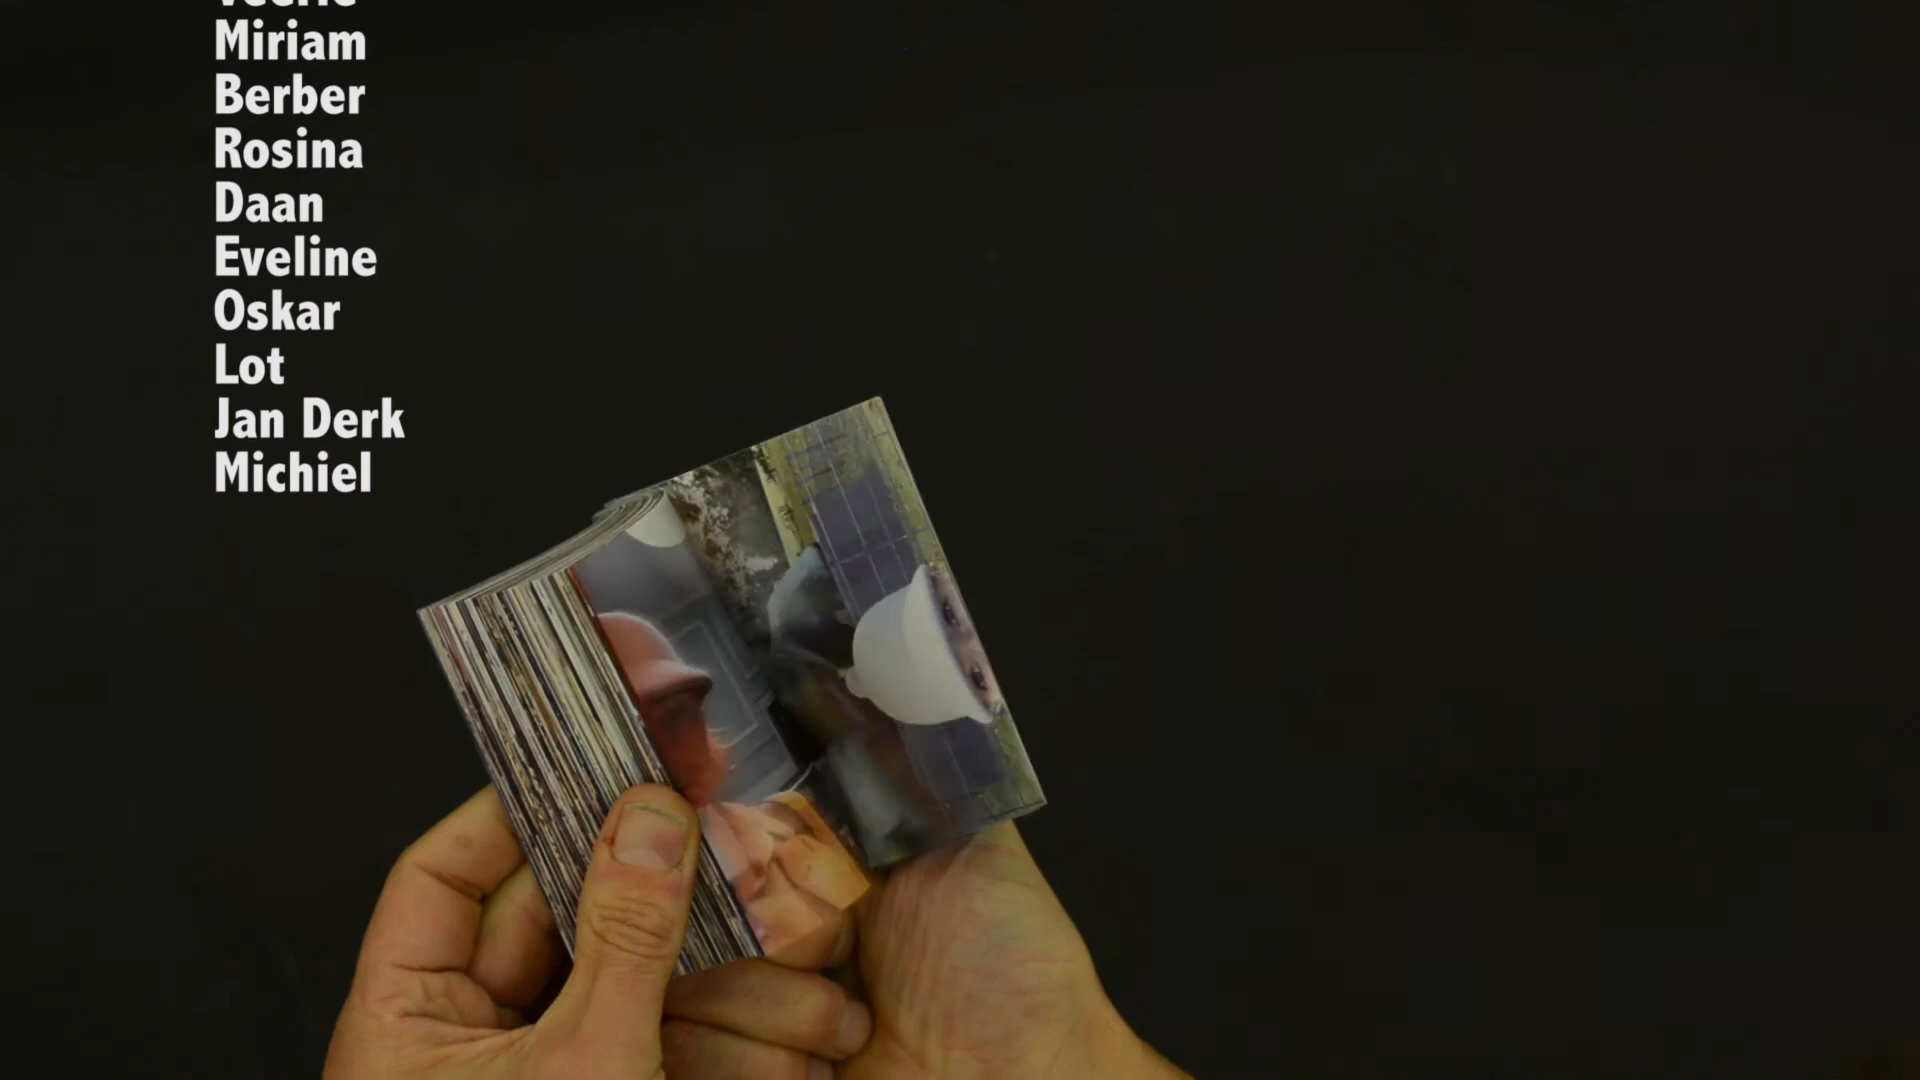 Miriam
Berber
Rosina
Daan
Eveline
Oskar
Lot
Jan Derk
Michiel